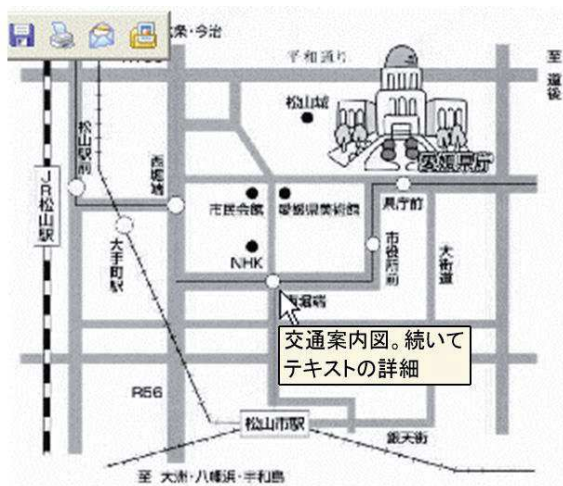 条・今治
平和通り
至 道後
松山城
愛媛県庁
松山駅前
西堀端
JR松山駅
市民会館
愛媛県美術館
県庁前
大手町駅
NHK
市役所前
大街道
南堀端
交通案内図。続いて
テキストの詳細
R56
松山市駅
銀天街
至 大洲・八幡浜・宇和島